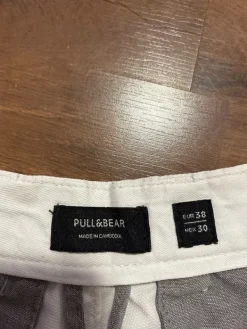 PULL&BEAR
MADE IN CAMBODIA
EUR 38
MEX 30